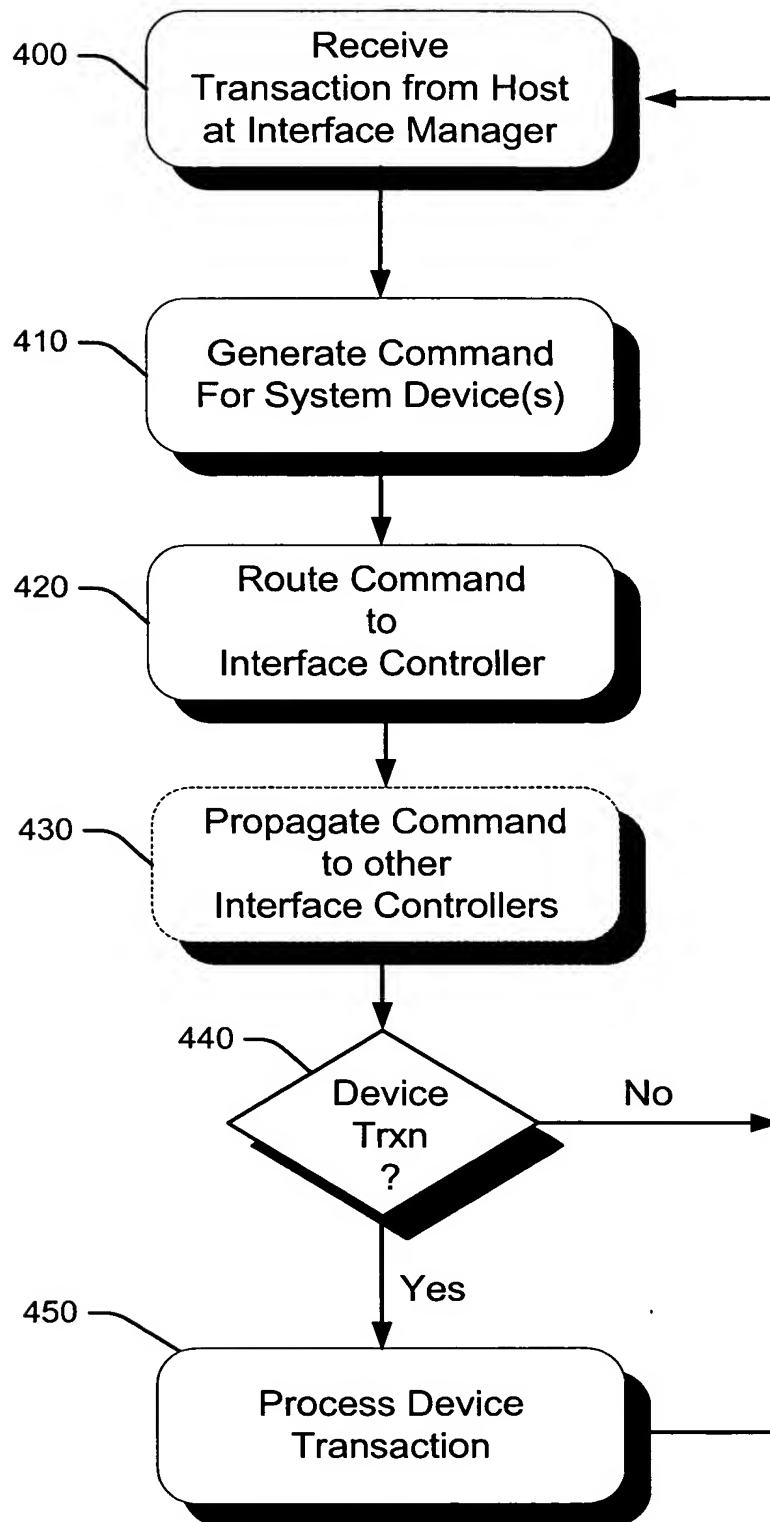 400
Receive
Transaction from Host
at Interface Manager
410
Generate Command
For System Device(s)
420
Route Command
to
Interface Controller
430
Propagate Command
to other
Interface Controllers
440
Device
Trxn
?
No
Yes
450
Process Device
Transaction